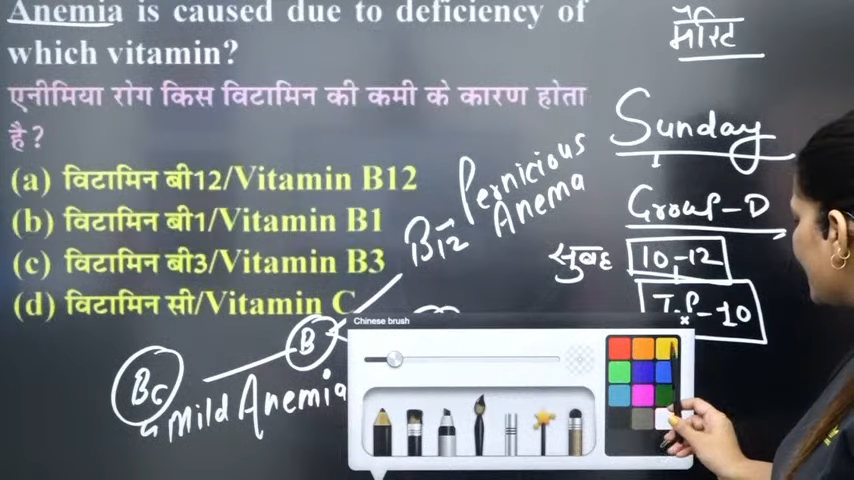 Anemia is caused due to deficiency of
which vitamin?
एनीमिया रोग किस विटामिन की कमी के कारण होता
है?
(a) विटामिन बी12/Vitamin B12
(b) विटामिन बी1/Vitamin B1
(c) विटामिन बी3/Vitamin B3
(d) विटामिन सी/Vitamin C
Pernicious
Anema
B12
B
Bc
Mild Anemia
मैरिट
Sunday
Group-D
सुबह 10-12
T.P-10
Chinese brush